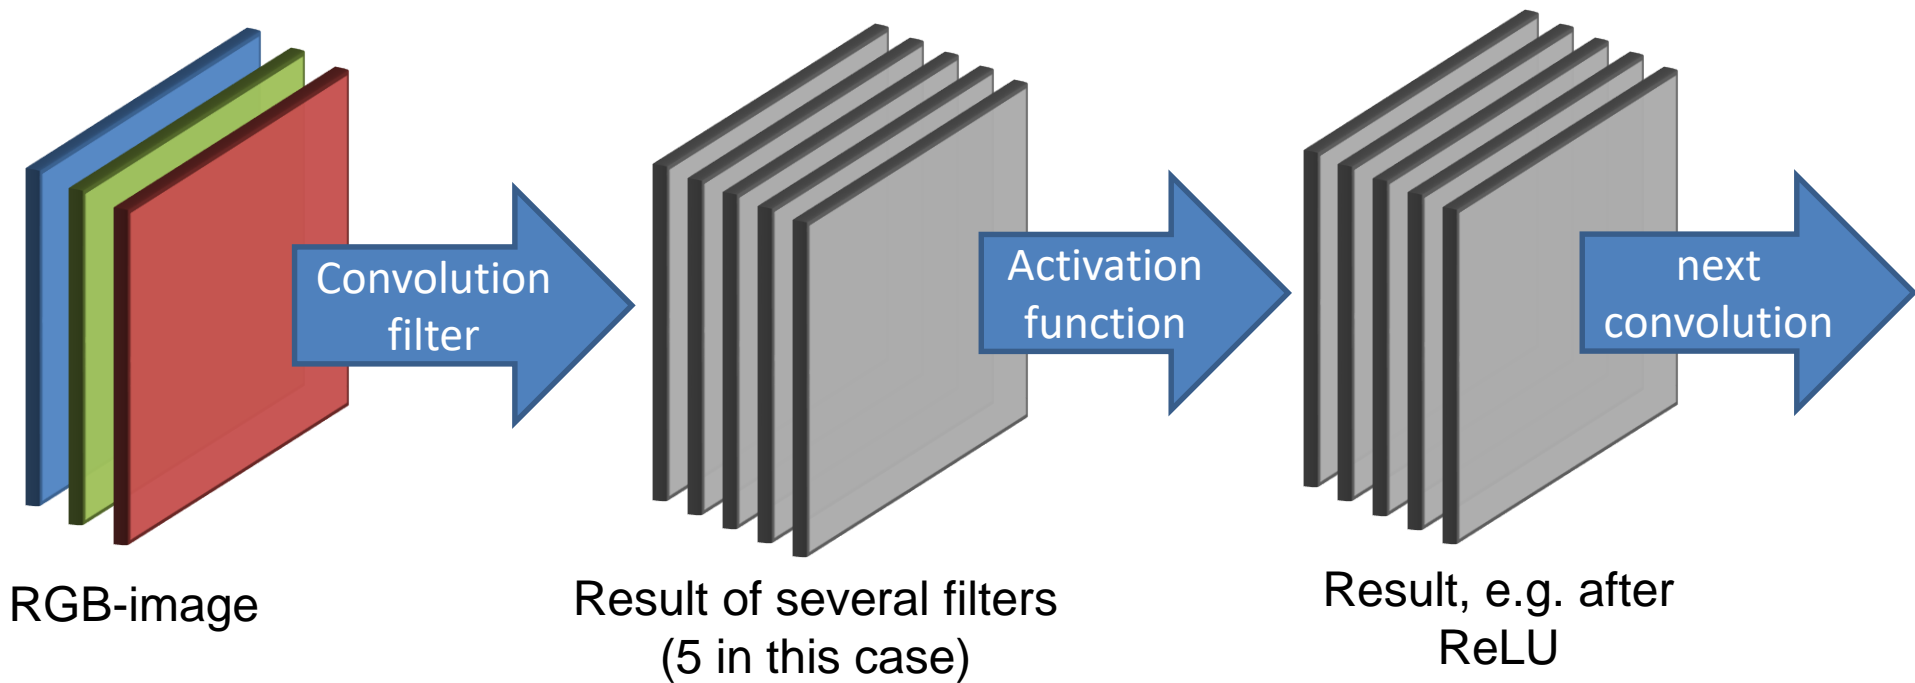 Convolution
filter
Activation
function
next
convolution
RGB-image
Result of several filters
(5 in this case)
Result, e.g. after
ReLU